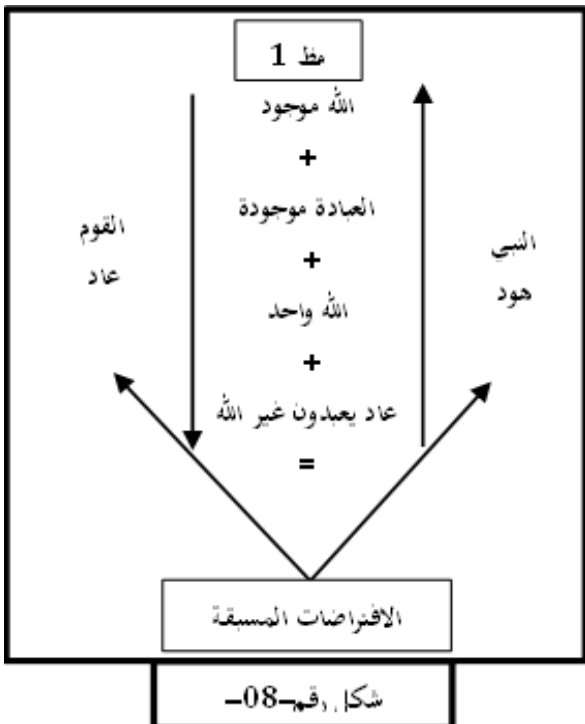 مظ 1
الله موجود
+
العبادة موجودة
+
الله واحد
+
عاد يعبدون غير الله
=
النبي
هود
القوم
عاد
الافتراضات المسبقة
شكل رقم-08-